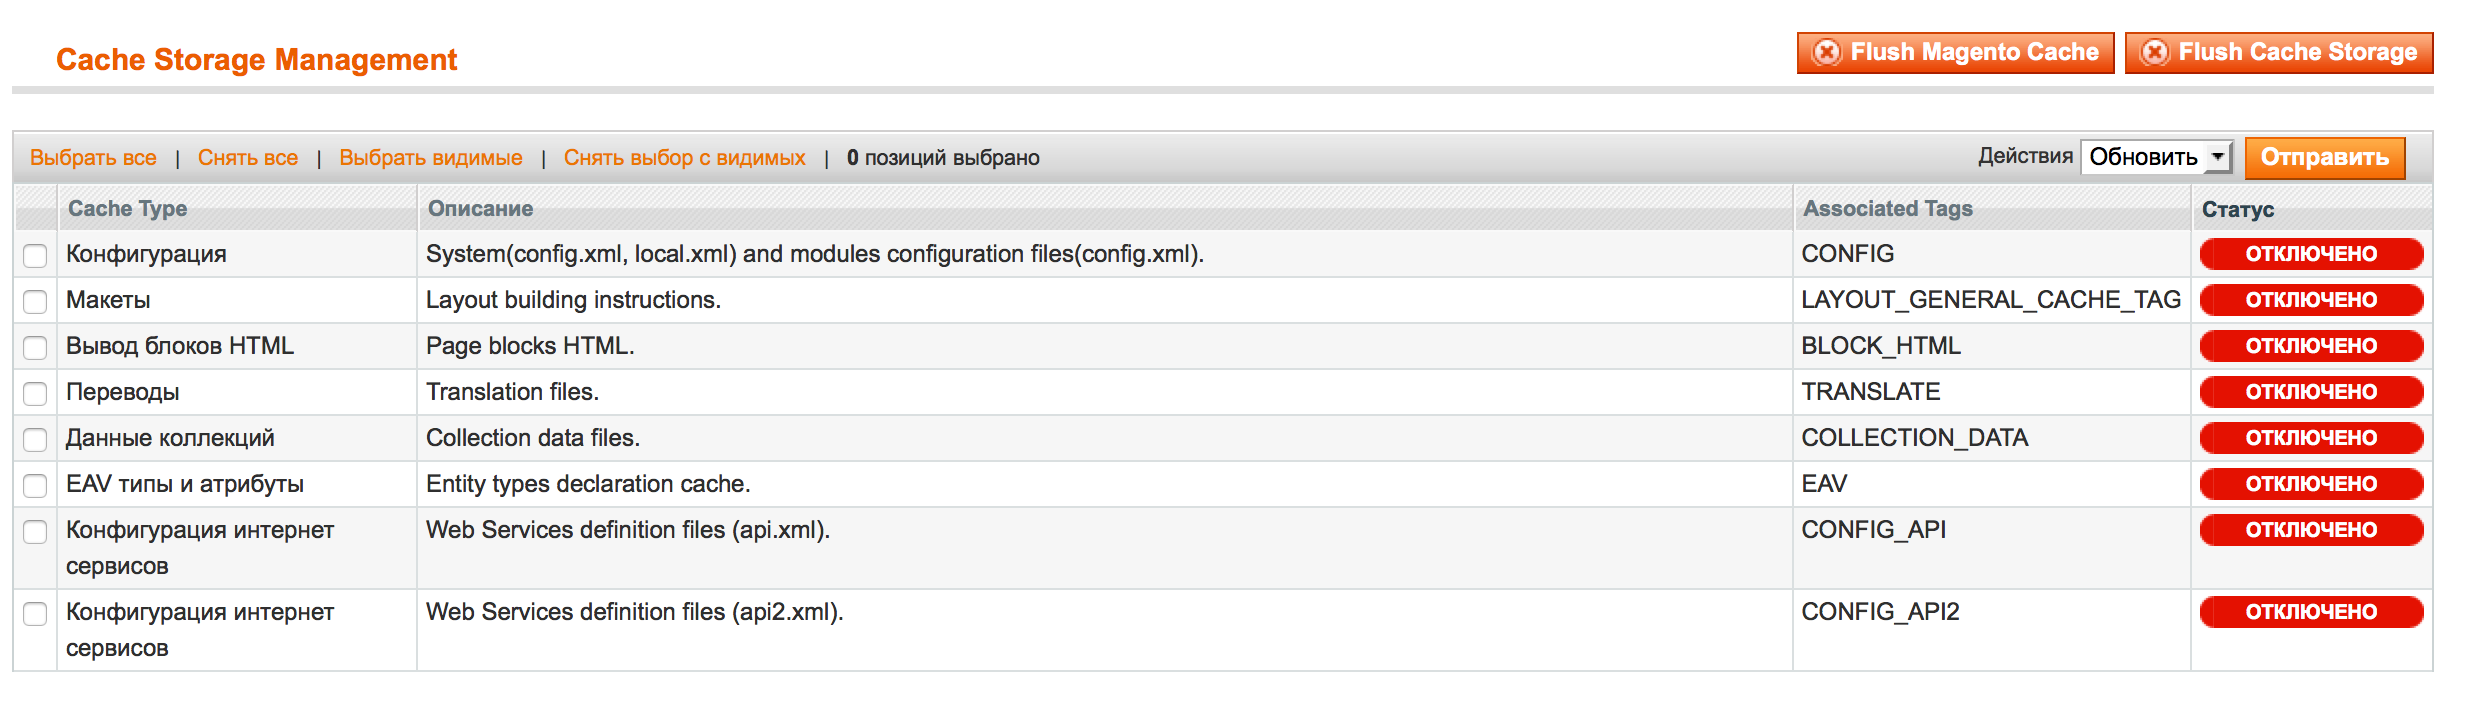 Cache Storage Management
Flush Magento Cache
Flush Cache Storage
Выбрать все | Снять все | Выбрать видимые | Снять выбор с видимых | 0 позиций выбрано
Действия Обновить Отправить
Cache Type Описание Associated Tags Статус
Конфигурация System(config.xml, local.xml) and modules configuration files(config.xml). CONFIG ОТКЛЮЧЕНО
Макеты Layout building instructions. LAYOUT_GENERAL_CACHE_TAG ОТКЛЮЧЕНО
Вывод блоков HTML Page blocks HTML. BLOCK_HTML ОТКЛЮЧЕНО
Переводы Translation files. TRANSLATE ОТКЛЮЧЕНО
Данные коллекций Collection data files. COLLECTION_DATA ОТКЛЮЧЕНО
EAV типы и атрибуты Entity types declaration cache. EAV ОТКЛЮЧЕНО
Конфигурация интернет Web Services definition files (api.xml). CONFIG_API ОТКЛЮЧЕНО
сервисов
Конфигурация интернет Web Services definition files (api2.xml). CONFIG_API2 ОТКЛЮЧЕНО
сервисов